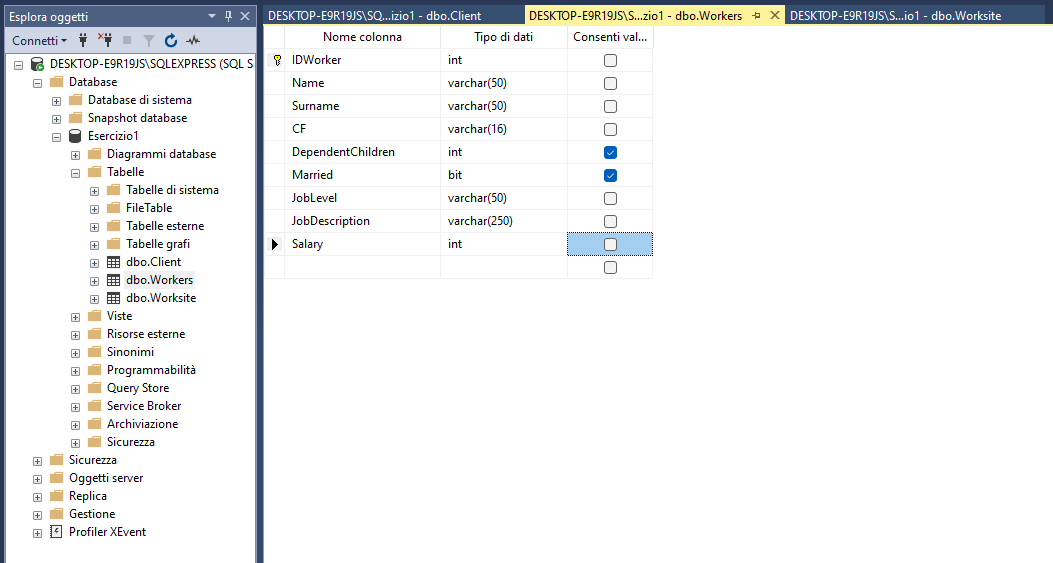 Esplora oggetti
Connetti
DESKTOP-E9R19JS\SQLEXPRESS (SQL S
Database
Database di sistema
Snapshot database
Esercizio1
Diagrammi database
Tabelle
Tabelle di sistema
FileTable
Tabelle esterne
Tabelle grafi
dbo.Client
dbo.Workers
dbo.Worksite
Viste
Risorse esterne
Sinonimi
Programmabilità
Query Store
Service Broker
Archiviazione
Sicurezza
Sicurezza
Oggetti server
Replica
Gestione
Profiler XEvent
DESKTOP-E9R19JS\SQ...izio1 - dbo.Client
DESKTOP-E9R19JS\S...zio1 - dbo.Workers
DESKTOP-E9R19JS\S...io1 - dbo.Worksite
Nome colonna Tipo di dati Consenti val...
IDWorker int
Name varchar(50)
Surname varchar(50)
CF varchar(16)
DependentChildren int
Married bit
JobLevel varchar(50)
JobDescription varchar(250)
Salary int